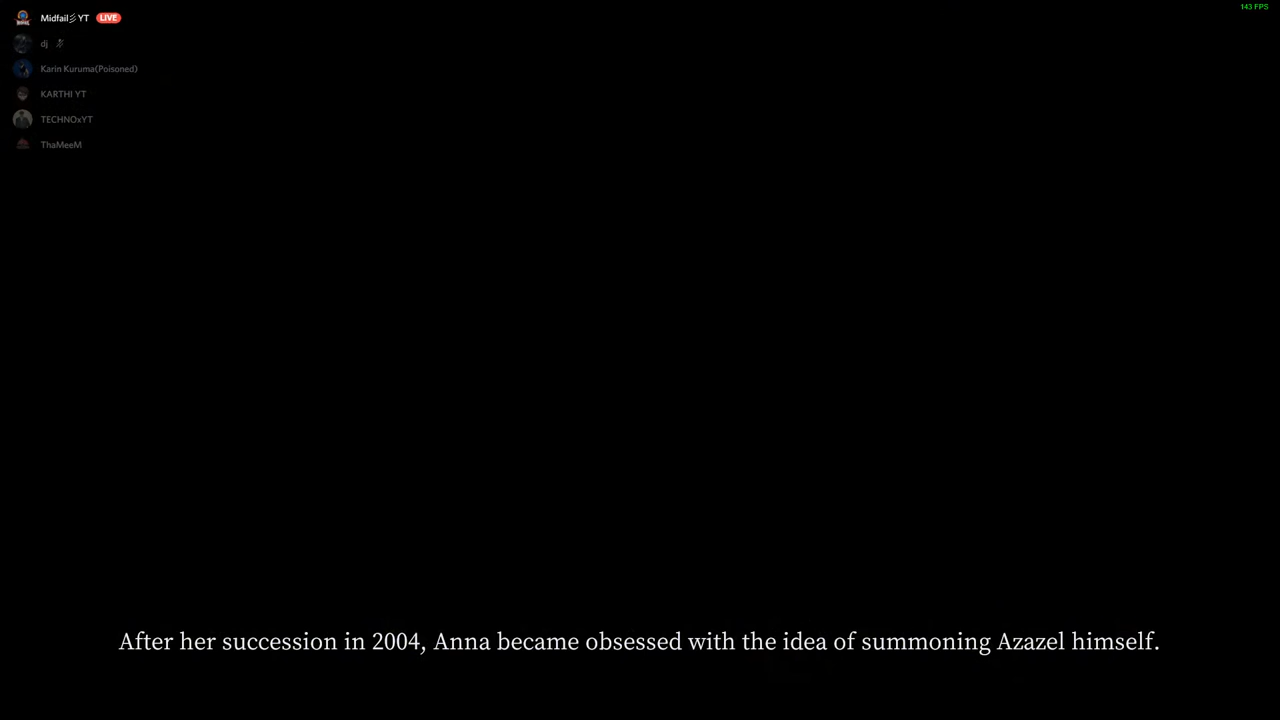 Midfail彡YT LIVE
143 FPS
dj
Karin Kuruma(Poisoned)
KARTHI YT
TECHNOxYT
ThaMeeM
After her succession in 2004, Anna became obsessed with the idea of summoning Azazel himself.